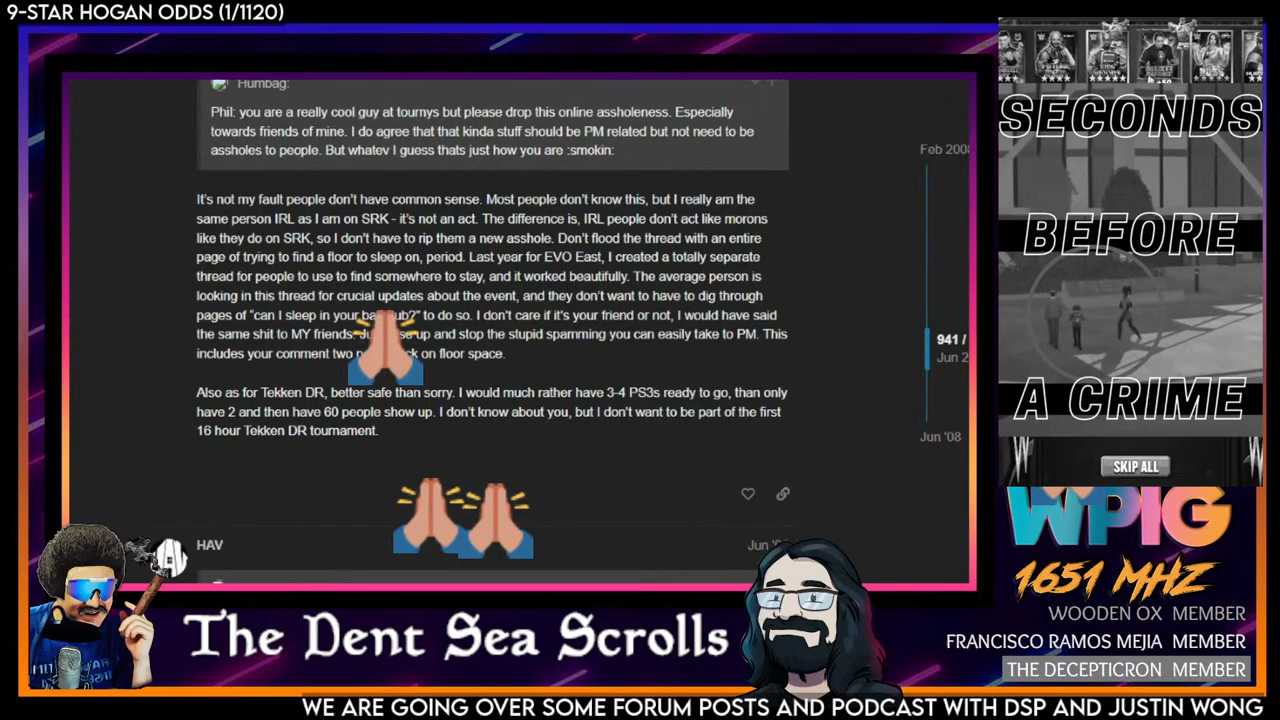 9-STAR HOGAN ODDS (1/1120)
Humbag:
Phil: you are a really cool guy at tournys but please drop this online assholeness. Especially
towards friends of mine. I do agree that that kinda stuff should be PM related but not need to be
assholes to people. But whatev I guess thats just how you are :smokin:
It's not my fault people don't have common sense. Most people don't know this, but I really am the
same person IRL as I am on SRK - it's not an act. The difference is, IRL people don't act like morons
like they do on SRK, so I don't have to rip them a new asshole. Don't flood the thread with an entire
page of trying to find a floor to sleep on, period. Last year for EVO East, I created a totally separate
thread for people to use to find somewhere to stay, and it worked beautifully. The average person is
looking in this thread for crucial updates about the event, and they don't want to have to dig through
pages of "can I sleep in your to do so. I don't care if it's your friend or not, I would have said
the same shit to MY friends. up and stop the stupid spamming you can easily take to PM. This
includes your comment two on floor space.
Also as for Tekken DR, better safe than sorry. I would much rather have 3-4 PS3s ready to go, than only
have 2 and then have 60 people show up. I don't know about you, but I don't want to be part of the first
16 hour Tekken DR tournament.
HAV
Feb 2008
941 /
Jun 2
Jun '08
SECONDS
BEFORE
A CRIME
SKIP ALL
WPIG
1651 MHZ
WOODEN OX MEMBER
FRANCISCO RAMOS MEJIA MEMBER
THE DECEPTICRON MEMBER
The Dent Sea Scrolls
WE ARE GOING OVER SOME FORUM POSTS AND PODCAST WITH DSP AND JUSTIN WONG